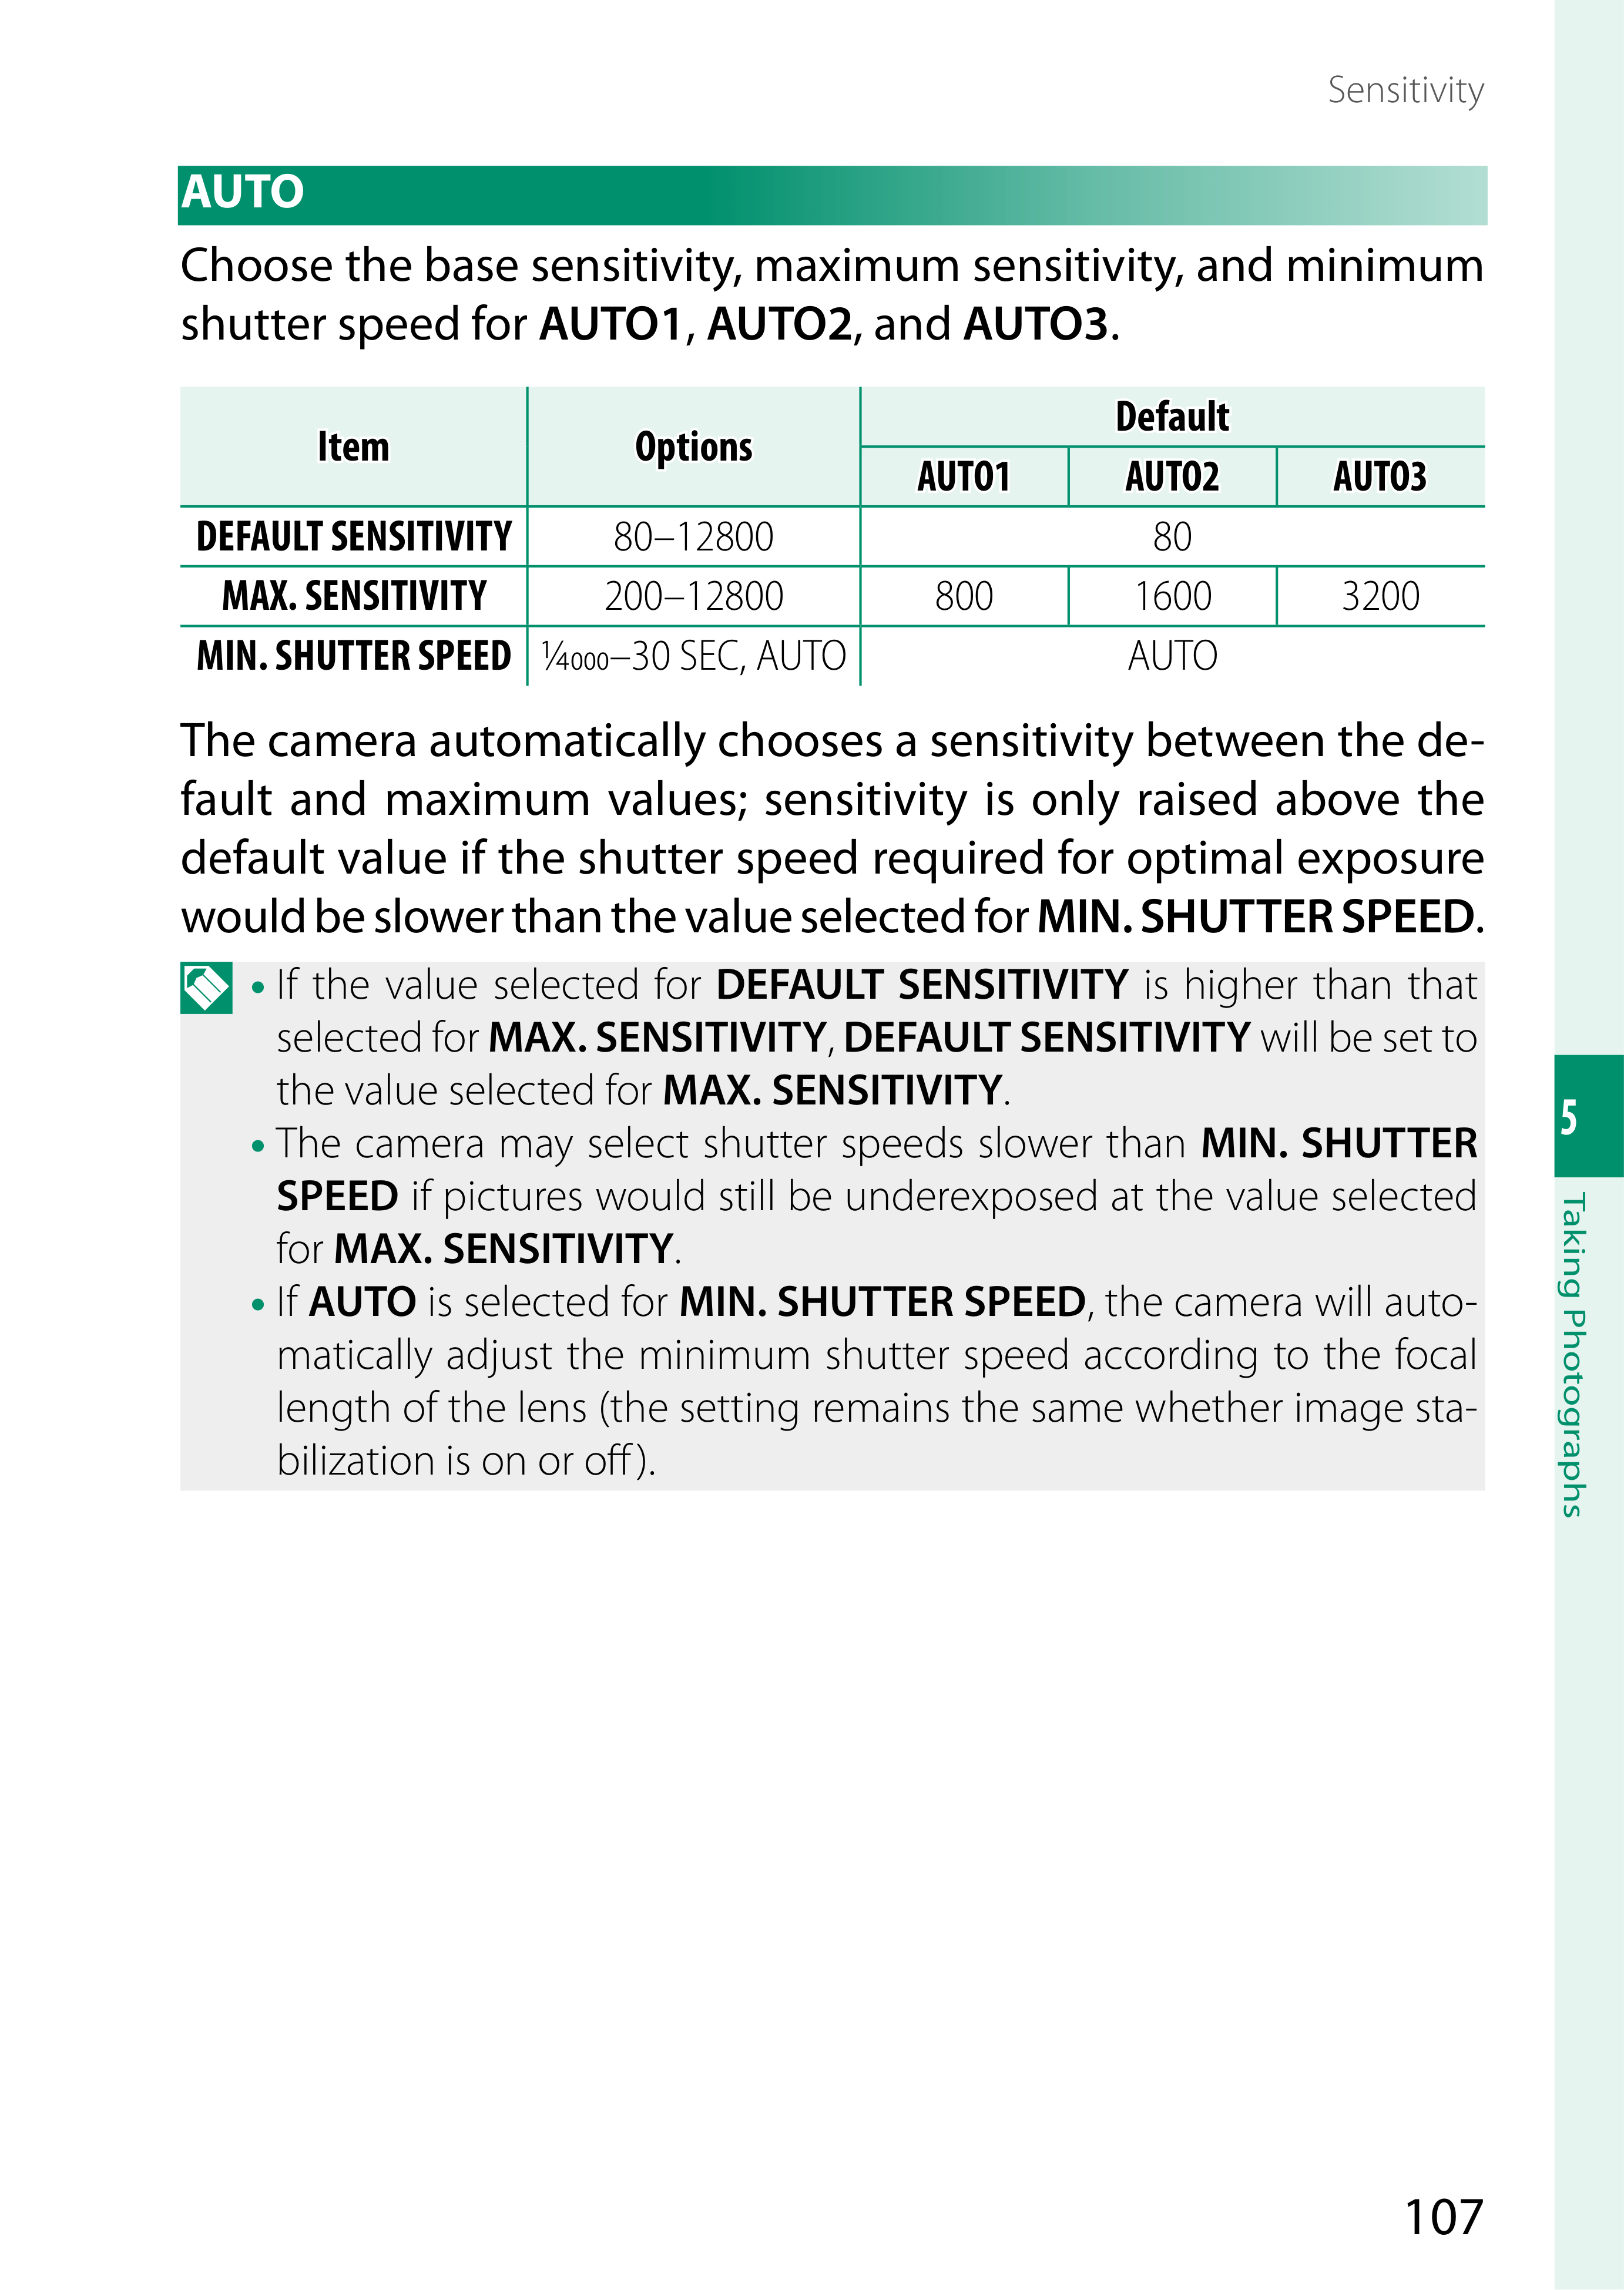 Sensitivity
AUTO
Choose the base sensitivity, maximum sensitivity, and minimum
shutter speed for AUTO1, AUTO2, and AUTO3.
Item Options Default
AUTO1 AUTO2 AUTO3
DEFAULT SENSITIVITY 80–12800 80
MAX. SENSITIVITY 200–12800 800 1600 3200
MIN. SHUTTER SPEED 1⁄4000–30 SEC, AUTO AUTO
The camera automatically chooses a sensitivity between the de-
fault and maximum values; sensitivity is only raised above the
default value if the shutter speed required for optimal exposure
would be slower than the value selected for MIN. SHUTTER SPEED.
• If the value selected for DEFAULT SENSITIVITY is higher than that
selected for MAX. SENSITIVITY, DEFAULT SENSITIVITY will be set to
the value selected for MAX. SENSITIVITY.
• The camera may select shutter speeds slower than MIN. SHUTTER
SPEED if pictures would still be underexposed at the value selected
for MAX. SENSITIVITY.
• If AUTO is selected for MIN. SHUTTER SPEED, the camera will auto-
matically adjust the minimum shutter speed according to the focal
length of the lens (the setting remains the same whether image sta-
bilization is on or off).
5
Taking Photographs
107